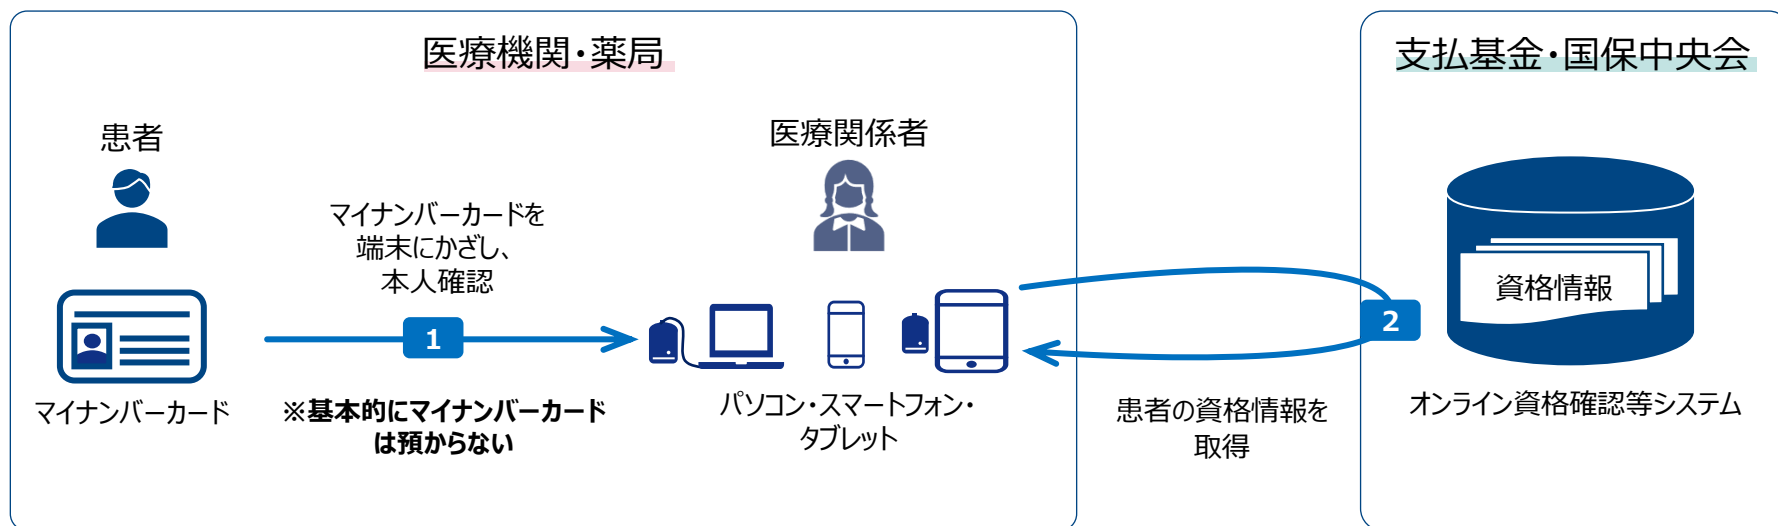 医療機関・薬局
患者
マイナンバーカード
マイナンバーカードを
端末にかざし、
本人確認
1
※基本的にマイナンバーカード
は預からない
医療関係者
パソコン・スマートフォン・
タブレット
2
患者の資格情報を
取得
支払基金・国保中央会
資格情報
オンライン資格確認等システム